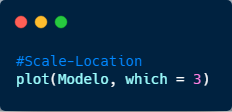 #Scale-Location
plot(Modelo, which = 3)